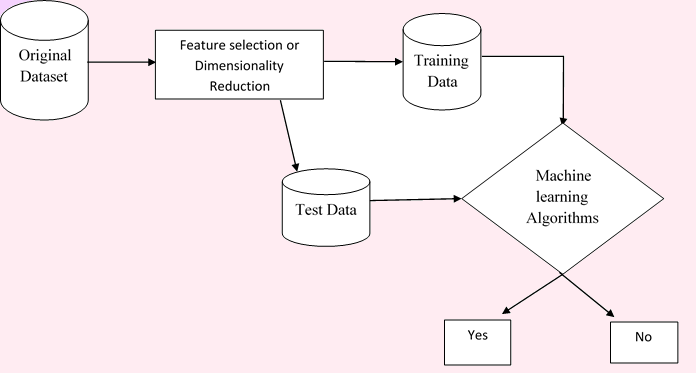 Original
Dataset
Feature selection or
Dimensionality
Reduction
Training
Data
Test Data
Machine
learning
Algorithms
Yes
No